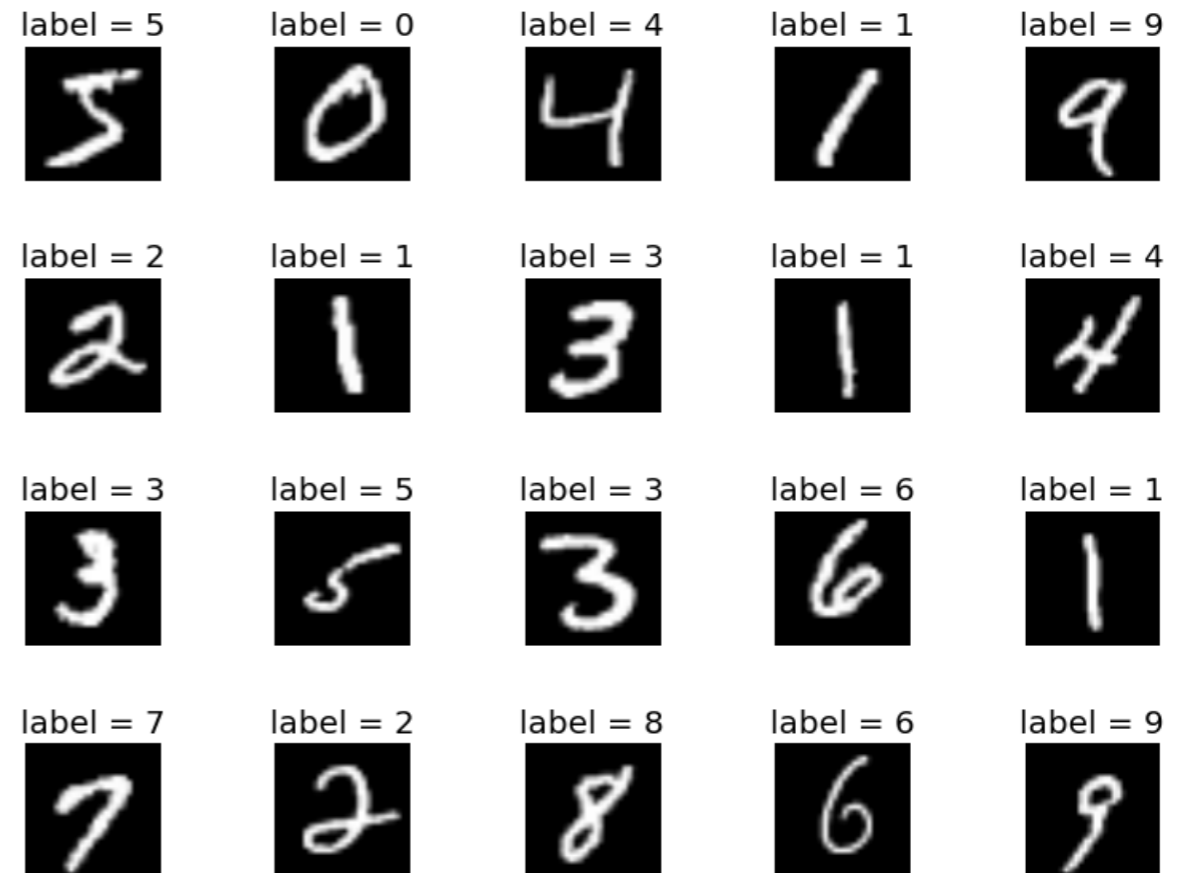 label = 5 label = 0 label = 4 label = 1 label = 9
5 0 4 1 9
label = 2 label = 1 label = 3 label = 1 label = 4
2 1 3 1 4
label = 3 label = 5 label = 3 label = 6 label = 1
3 5 3 6 1
label = 7 label = 2 label = 8 label = 6 label = 9
7 2 8 6 9